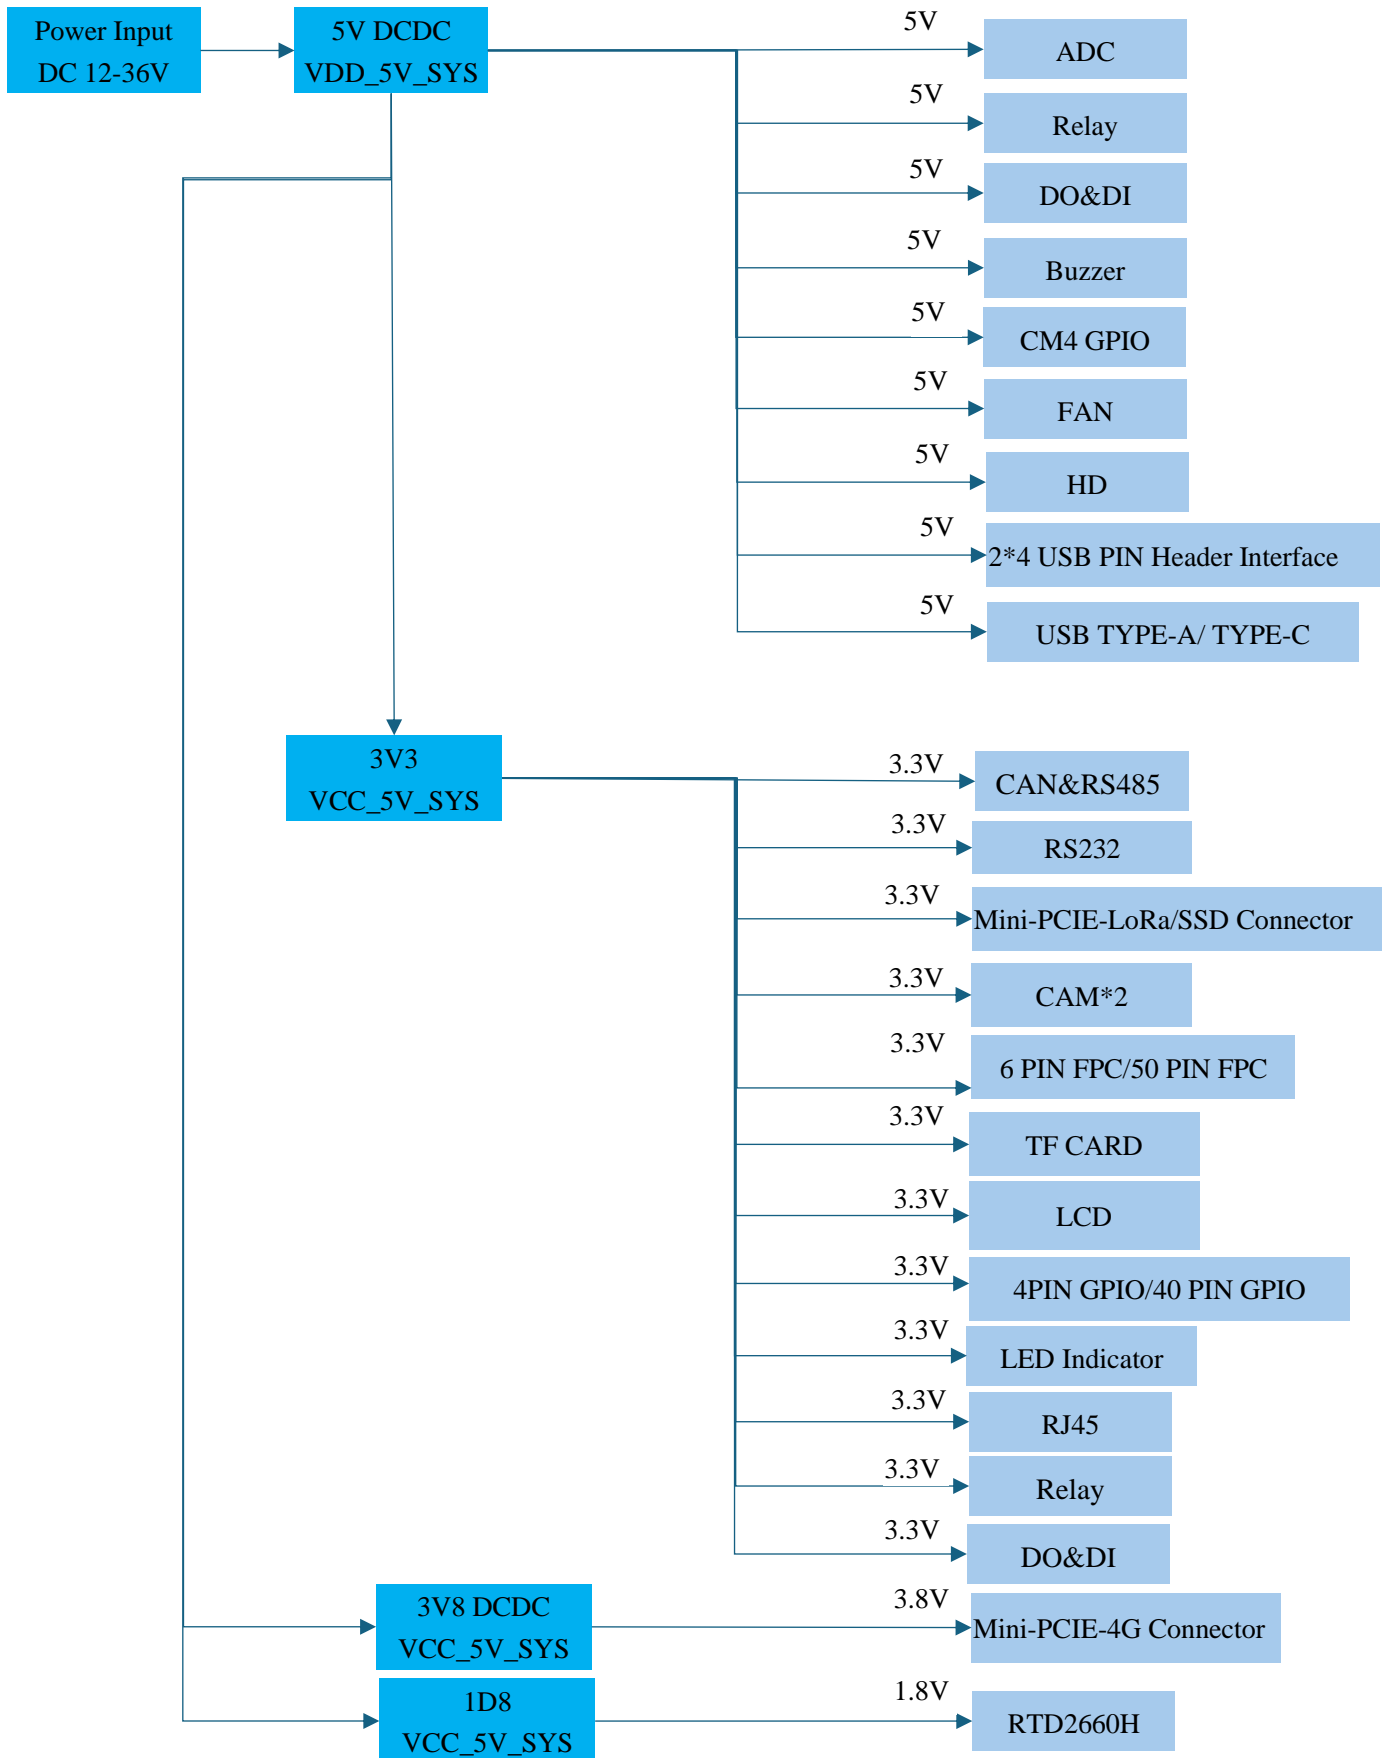 Power Input
DC 12-36V
5V DCDC
VDD_5V_SYS
5V
ADC
5V
Relay
5V
DO&DI
5V
Buzzer
5V
CM4 GPIO
5V
FAN
5V
HD
5V
2*4 USB PIN Header Interface
5V
USB TYPE-A/ TYPE-C
3V3
VCC_5V_SYS
3.3V
CAN&RS485
3.3V
RS232
3.3V
Mini-PCIE-LoRa/SSD Connector
3.3V
CAM*2
3.3V
6 PIN FPC/50 PIN FPC
3.3V
TF CARD
3.3V
LCD
3.3V
4PIN GPIO/40 PIN GPIO
3.3V
LED Indicator
3.3V
RJ45
3.3V
Relay
3.3V
DO&DI
3V8 DCDC
VCC_5V_SYS
3.8V
Mini-PCIE-4G Connector
1D8
VCC_5V_SYS
1.8V
RTD2660H